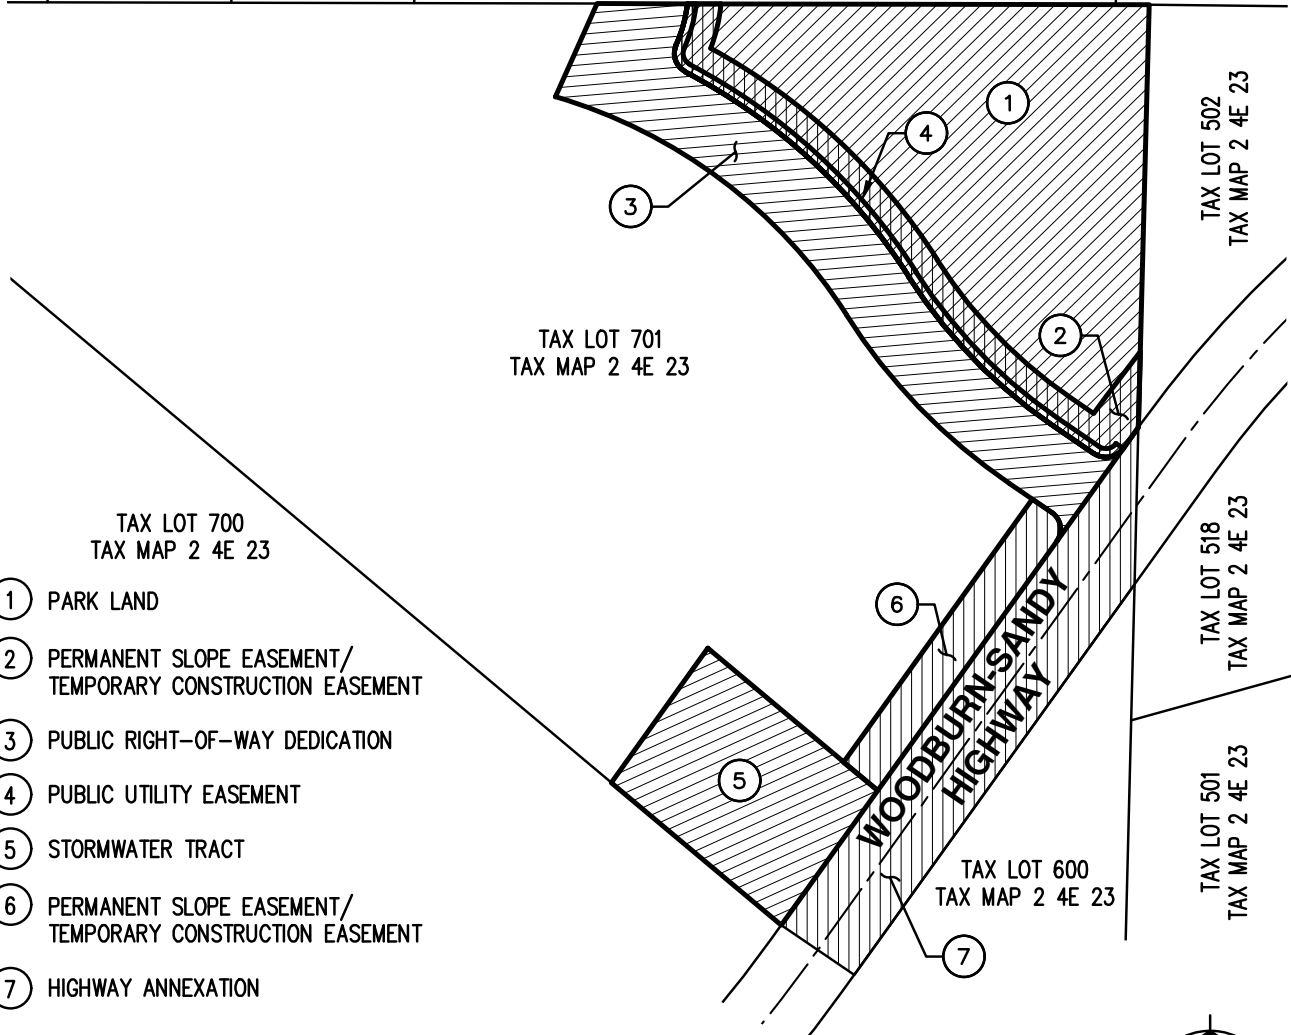 1
4
3
2
TAX LOT 502
TAX MAP 2 4E 23
TAX LOT 701
TAX MAP 2 4E 23
TAX LOT 700
TAX MAP 2 4E 23
TAX LOT 518
TAX MAP 2 4E 23
6
WOODBURN-SANDY
HIGHWAY
5
TAX LOT 501
TAX MAP 2 4E 23
TAX LOT 600
TAX MAP 2 4E 23
7
1 PARK LAND
2 PERMANENT SLOPE EASEMENT/
TEMPORARY CONSTRUCTION EASEMENT
3 PUBLIC RIGHT-OF-WAY DEDICATION
4 PUBLIC UTILITY EASEMENT
5 STORMWATER TRACT
6 PERMANENT SLOPE EASEMENT/
TEMPORARY CONSTRUCTION EASEMENT
7 HIGHWAY ANNEXATION